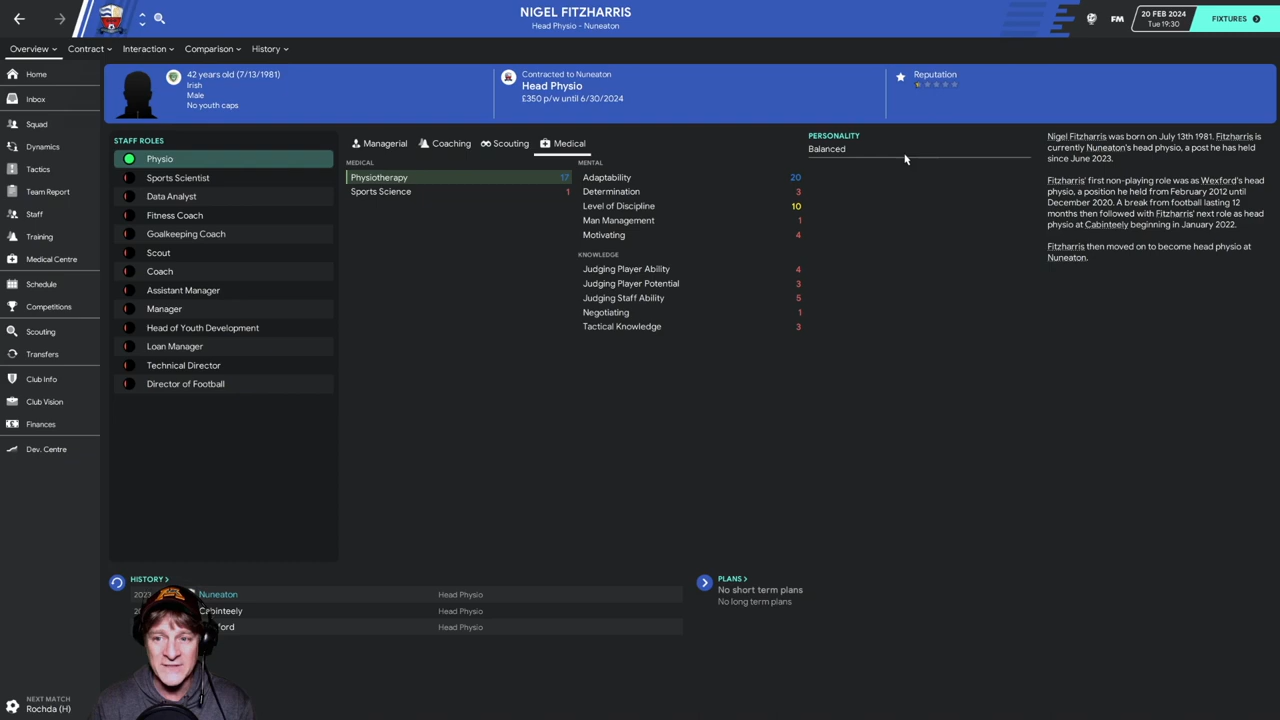 NIGEL FITZHARRIS
Head Physio - Nuneaton
FM
20 FEB 2024
Tue 19:30
FIXTURES
Overview
Contract
Interaction
Comparison
History
Home
Inbox
Squad
Dynamics
Tactics
Team Report
Staff
Training
Medical Centre
Schedule
Competitions
Scouting
Transfers
Club Info
Club Vision
Finances
Dev. Centre
NEXT MATCH
Rochda (H)
42 years old (7/13/1981)
Irish
Male
No youth caps
Contracted to Nuneaton
Head Physio
£350 p/w until 6/30/2024
Reputation
STAFF ROLES
Physio
Sports Scientist
Data Analyst
Fitness Coach
Goalkeeping Coach
Scout
Coach
Assistant Manager
Manager
Head of Youth Development
Loan Manager
Technical Director
Director of Football
Managerial
Coaching
Scouting
Medical
MEDICAL
Physiotherapy 17
Sports Science 1
MENTAL
Adaptability 20
Determination 3
Level of Discipline 10
Man Management 1
Motivating 4
KNOWLEDGE
Judging Player Ability 4
Judging Player Potential 3
Judging Staff Ability 5
Negotiating 1
Tactical Knowledge 3
PERSONALITY
Balanced
Nigel Fitzharris was born on July 13th 1981. Fitzharris is
currently Nuneaton's head physio, a post he has held
since June 2023.
Fitzharris' first non-playing role was as Wexford's head
physio, a position he held from February 2012 until
December 2020. A break from football lasting 12
months then followed with Fitzharris' next role as head
physio at Cabinteely beginning in January 2022.
Fitzharris then moved on to become head physio at
Nuneaton.
HISTORY >
Nuneaton Head Physio
Cabinteely Head Physio
Head Physio
PLANS >
No short term plans
No long term plans